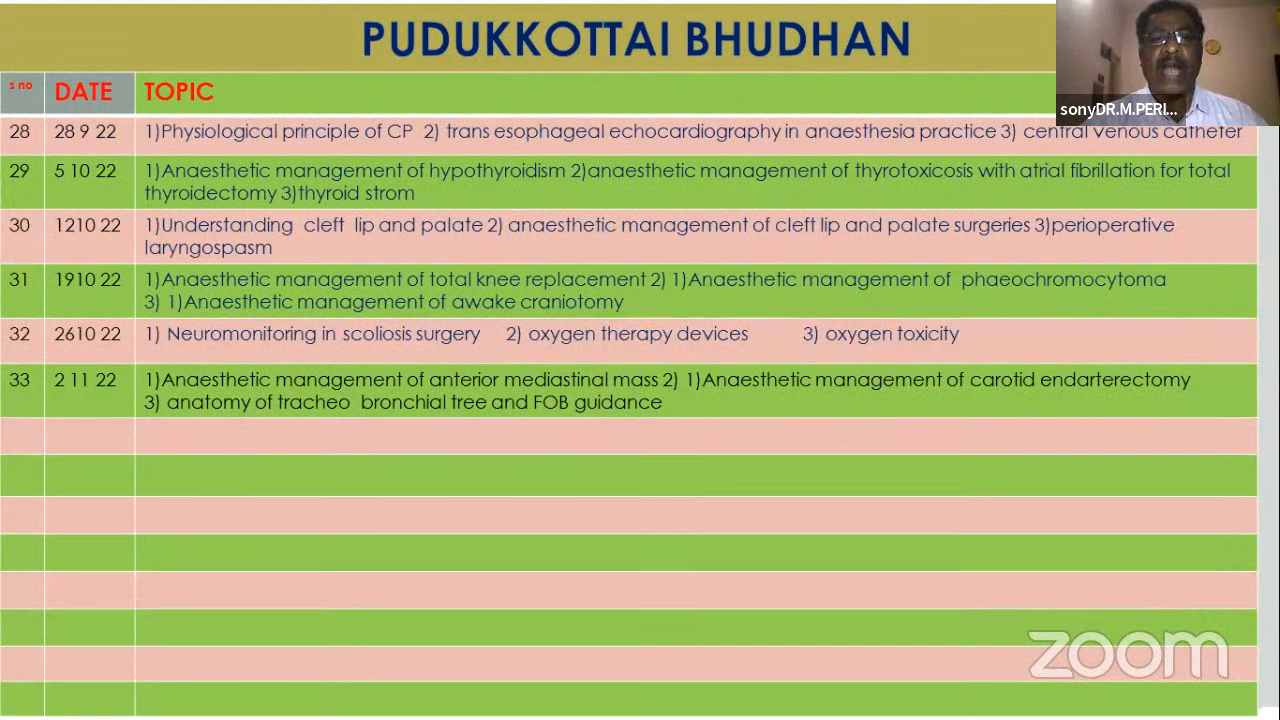 PUDUKKOTTAI BHUDHAN
s no DATE TOPIC
sonyDR.M.PERI...
28 28 9 22 1)Physiological principle of CP 2) trans esophageal echocardiography in anaesthesia practice 3) central venous catheter
29 5 10 22 1)Anaesthetic management of hypothyroidism 2)anaesthetic management of thyrotoxicosis with atrial fibrillation for total
thyroidectomy 3)thyroid strom
30 1210 22 1)Understanding cleft lip and palate 2) anaesthetic management of cleft lip and palate surgeries 3)perioperative
laryngospasm
31 1910 22 1)Anaesthetic management of total knee replacement 2) 1)Anaesthetic management of phaeochromocytoma
3) 1)Anaesthetic management of awake craniotomy
32 2610 22 1) Neuromonitoring in scoliosis surgery 2) oxygen therapy devices 3) oxygen toxicity
33 2 11 22 1)Anaesthetic management of anterior mediastinal mass 2) 1)Anaesthetic management of carotid endarterectomy
3) anatomy of tracheo bronchial tree and FOB guidance
zoom